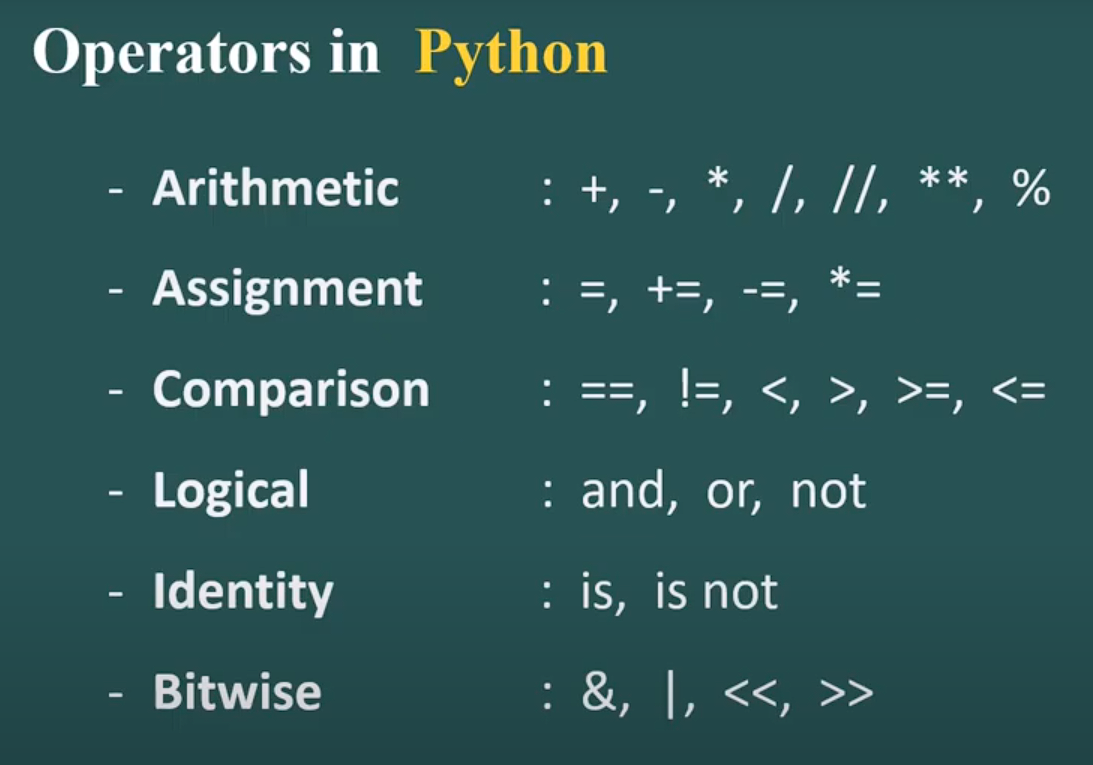 Operators in Python
- Arithmetic : +, -, *, /, //, **, %
- Assignment : =, +=, -=, *=
- Comparison : ==, !=, <, >, >=, <=
- Logical : and, or, not
- Identity : is, is not
- Bitwise : &, |, <<, >>